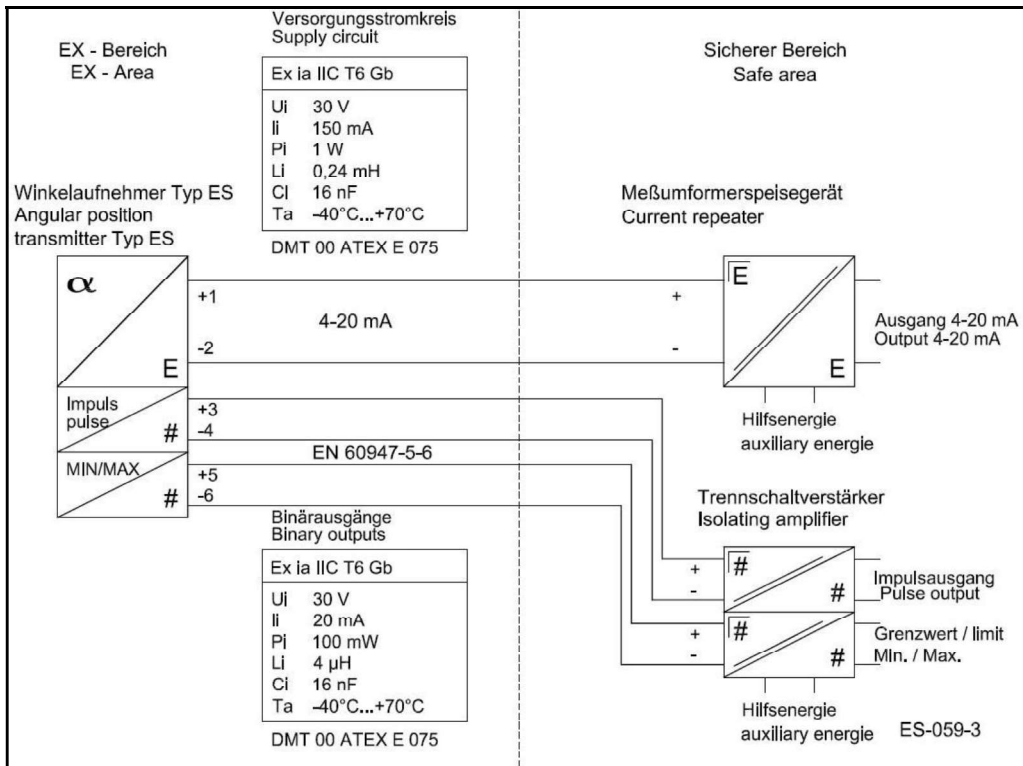 EX - Bereich
EX - Area
Versorgungsstromkreis
Supply circuit
Ex ia IIC T6 Gb
Ui 30 V
Ii 150 mA
Pi 1 W
Li 0,24 mH
CI 16 nF
Ta -40°C...+70°C
DMT 00 ATEX E 075
Sicherer Bereich
Safe area
Winkelaufnehmer Typ ES
Angular position
transmitter Typ ES
Meßumformerspeisegerät
Current repeater
α
E
+1
-2
4-20 mA
+
-
E
E
Ausgang 4-20 mA
Output 4-20 mA
Hilfsenergie
auxiliary energie
Impuls
pulse
#
+3
-4
EN 60947-5-6
MIN/MAX
#
+5
-6
Binärausgänge
Binary outputs
Ex ia IIC T6 Gb
Ui 30 V
Ii 20 mA
Pi 100 mW
Li 4 µH
Ci 16 nF
Ta -40°C...+70°C
DMT 00 ATEX E 075
Trennschaltverstärker
Isolating amplifier
+
-
#
#
Impulsausgang
Pulse output
+
-
#
#
Grenzwert / limit
MIn. / Max.
Hilfsenergie
auxiliary energie
ES-059-3